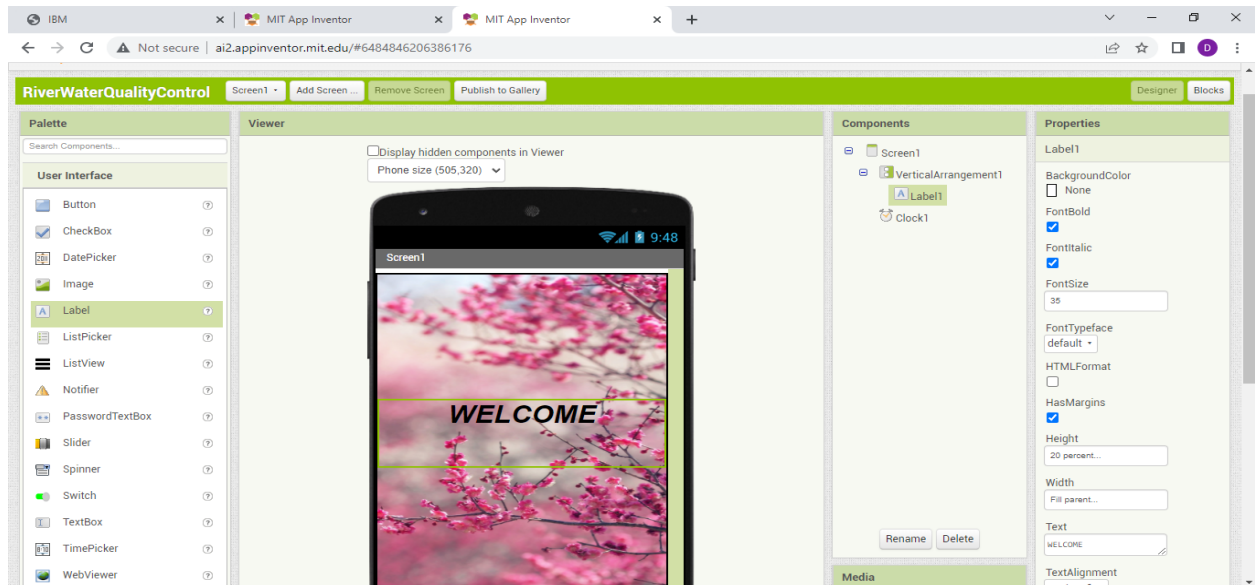 IBM
MIT App Inventor
MIT App Inventor
Not secure | ai2.appinventor.mit.edu/#6484846206386176
D
RiverWaterQualityControl
Screen1
Add Screen ...
Remove Screen
Publish to Gallery
Designer
Blocks
Palette
Search Components...
User Interface
Button
CheckBox
DatePicker
Image
Label
ListPicker
ListView
Notifier
PasswordTextBox
Slider
Spinner
Switch
TextBox
TimePicker
WebViewer
Viewer
Display hidden components in Viewer
Phone size (505,320)
9:48
Screen1
WELCOME
Components
Screen1
VerticalArrangement1
A Label1
Clock1
Rename
Delete
Media
Properties
Label1
BackgroundColor
None
FontBold
FontItalic
FontSize
35
FontTypeface
default
HTMLFormat
HasMargins
Height
20 percent...
Width
Fill parent...
Text
WELCOME
TextAlignment